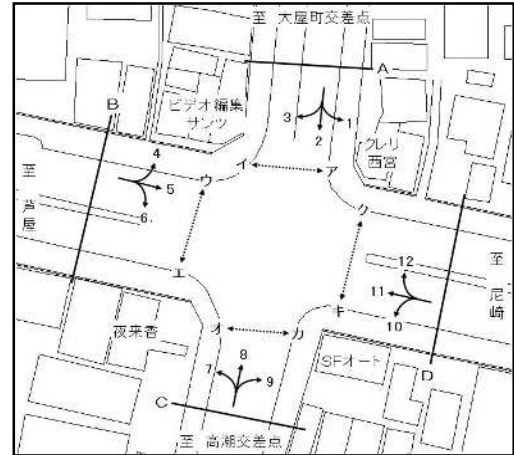 至 大屋町交差点
A
B
ビデオ編集
サンツ
3
2
1
クレリ
西宮
4
5
6
イ
ア
ウ
ク
至
芦屋
至
尼崎
12
11
10
エ
キ
夜来香
オ
カ
8
7
9
SFオート
C
D
至 高潮交差点